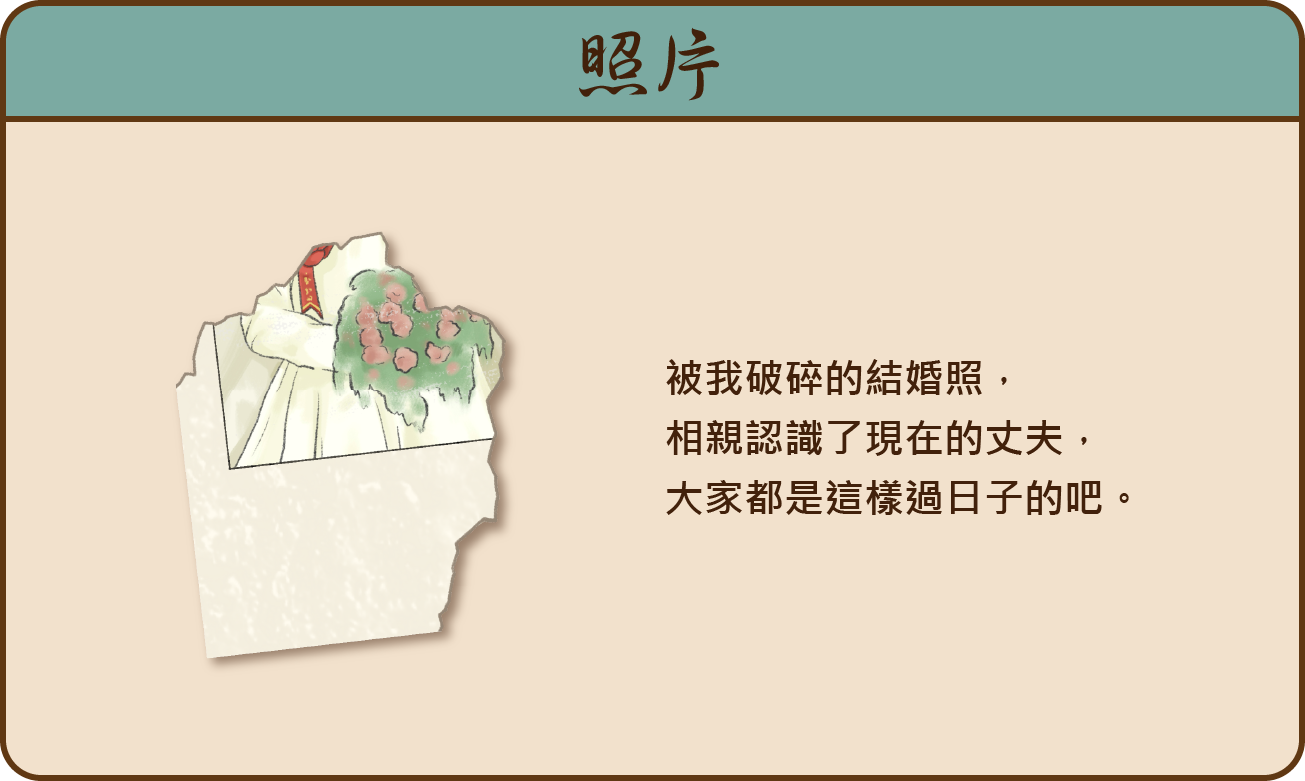 照片
被我破碎的結婚照，
相親認識了現在的丈夫，
大家都是這樣過日子的吧。